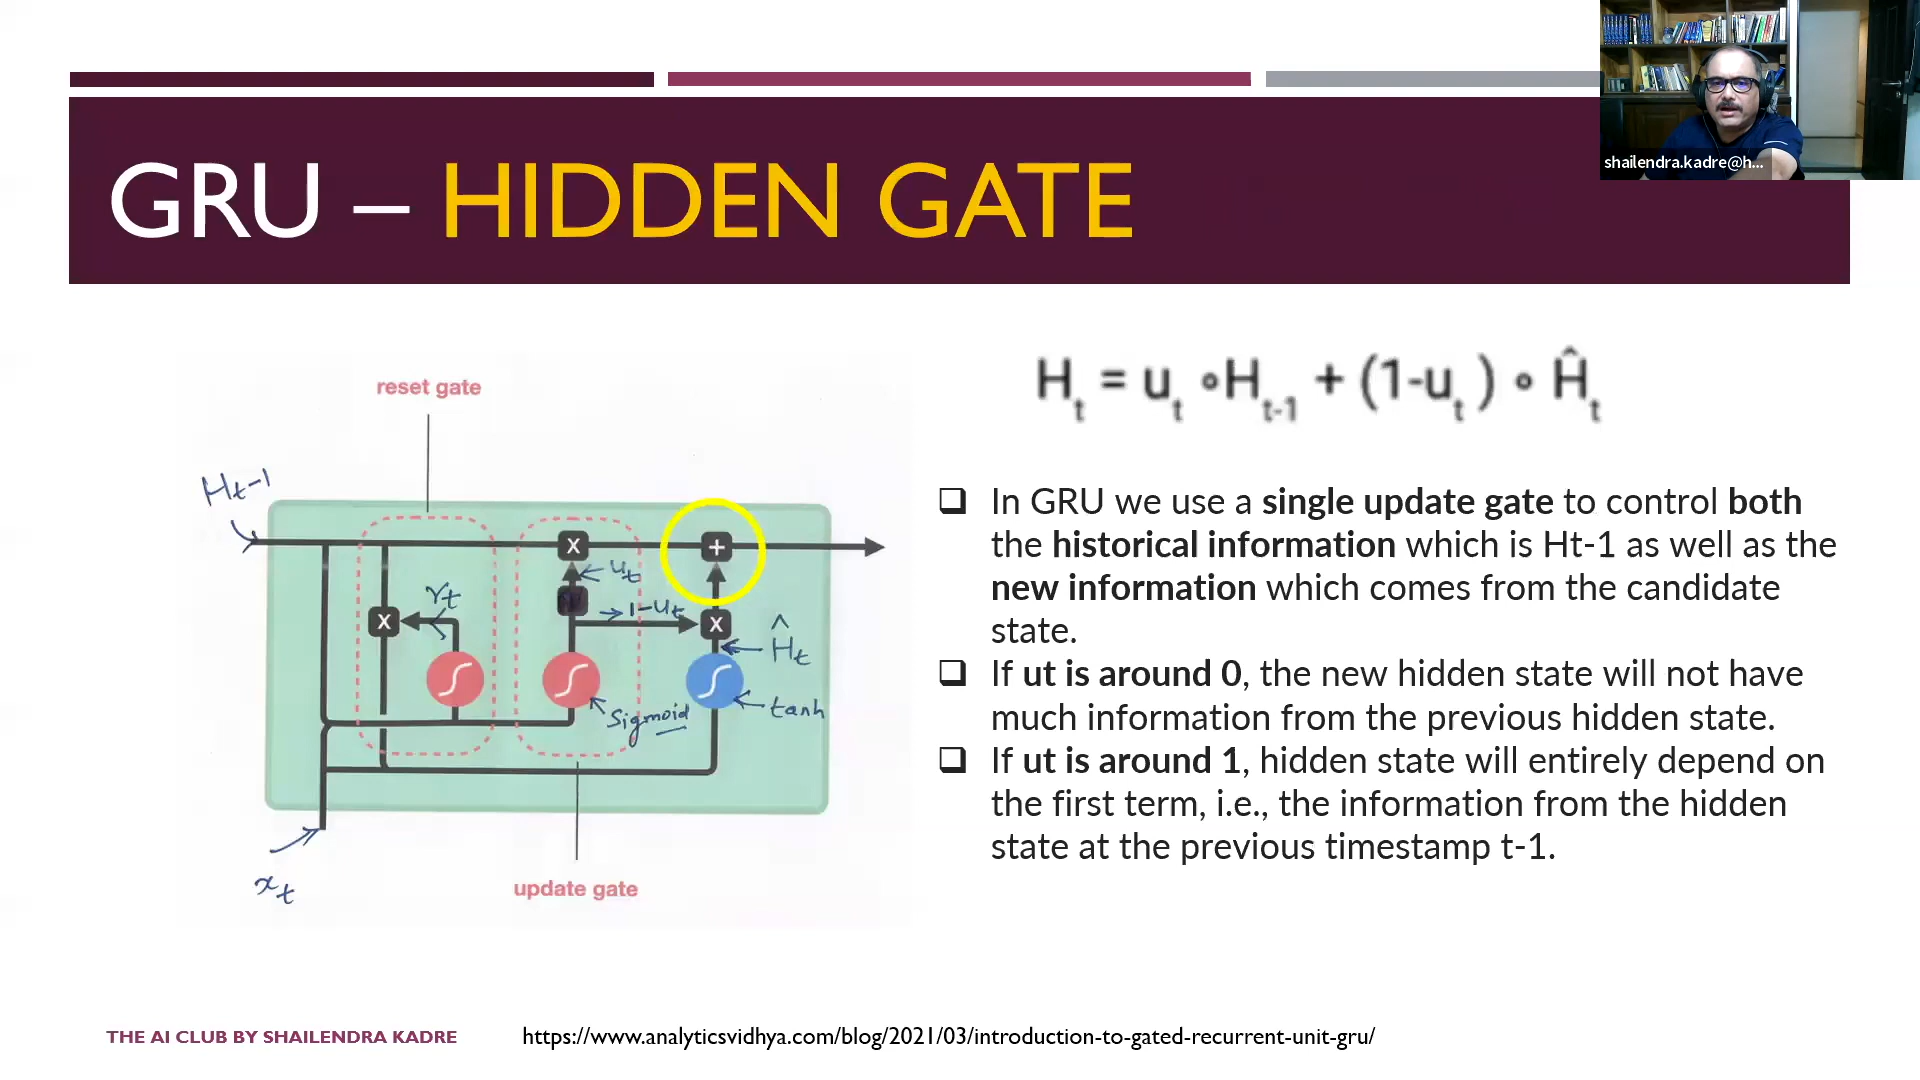 shailendra.kadre@h...
GRU – HIDDEN GATE
reset gate
Ht-1
rt
ut
1-ut
Ĥt
Sigmoid
tanh
xt
update gate
Ht = ut ∘Ht-1 + (1-ut) ∘ Ĥt
❑ In GRU we use a single update gate to control both
the historical information which is Ht-1 as well as the
new information which comes from the candidate
state.
❑ If ut is around 0, the new hidden state will not have
much information from the previous hidden state.
❑ If ut is around 1, hidden state will entirely depend on
the first term, i.e., the information from the hidden
state at the previous timestamp t-1.
THE AI CLUB BY SHAILENDRA KADRE
https://www.analyticsvidhya.com/blog/2021/03/introduction-to-gated-recurrent-unit-gru/